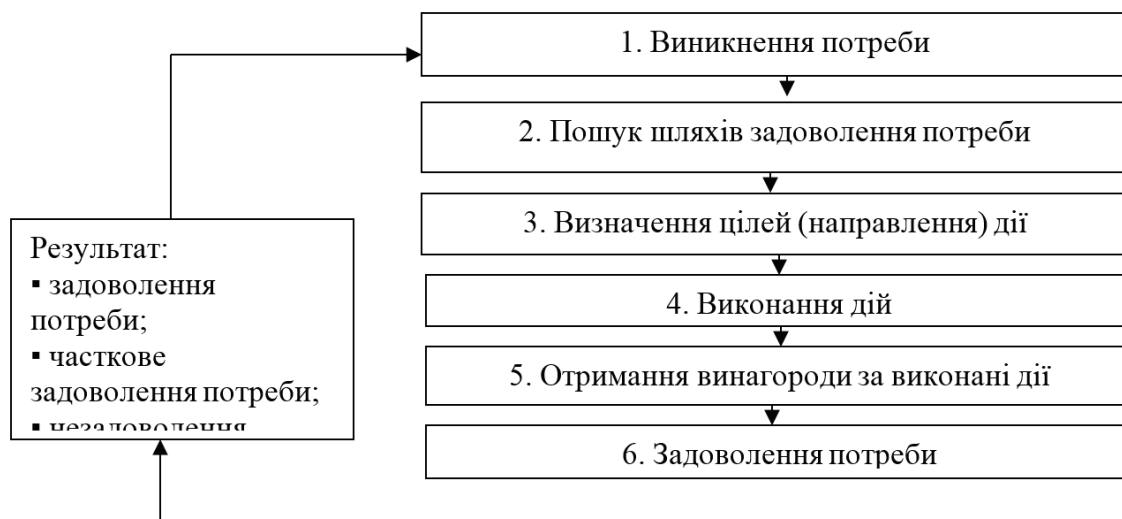 1. Виникнення потреби
2. Пошук шляхів задоволення потреби
3. Визначення цілей (направлення) дії
4. Виконання дій
5. Отримання винагороди за виконані дії
6. Задоволення потреби
Результат:
▪ задоволення
потреби;
▪ часткове
задоволення потреби;
▪ незадоволення